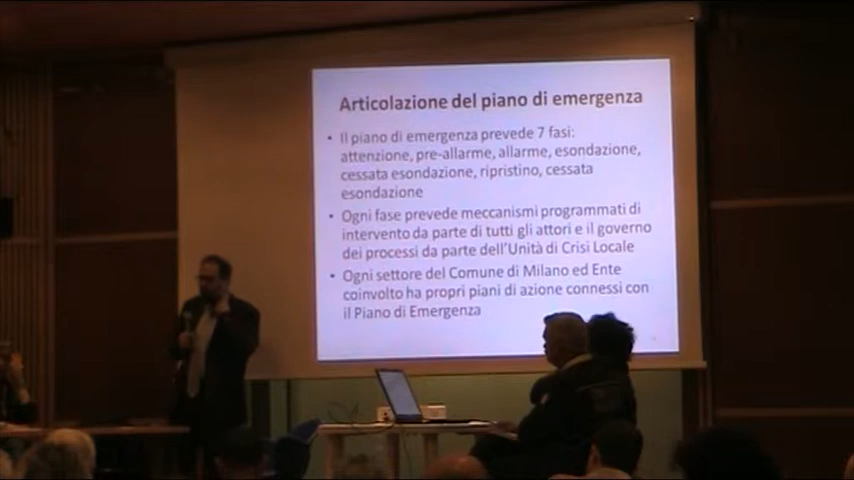 Articolazione del piano di emergenza
• Il piano di emergenza prevede 7 fasi:
attenzione, pre-allarme, allarme, esondazione,
cessata esondazione, ripristino, cessata
esondazione
• Ogni fase prevede meccanismi programmati di
intervento da parte di tutti gli attori e il governo
dei processi da parte dell'Unità di Crisi Locale
• Ogni settore del Comune di Milano ed Ente
coinvolto ha propri piani di azione connessi con
il Piano di Emergenza